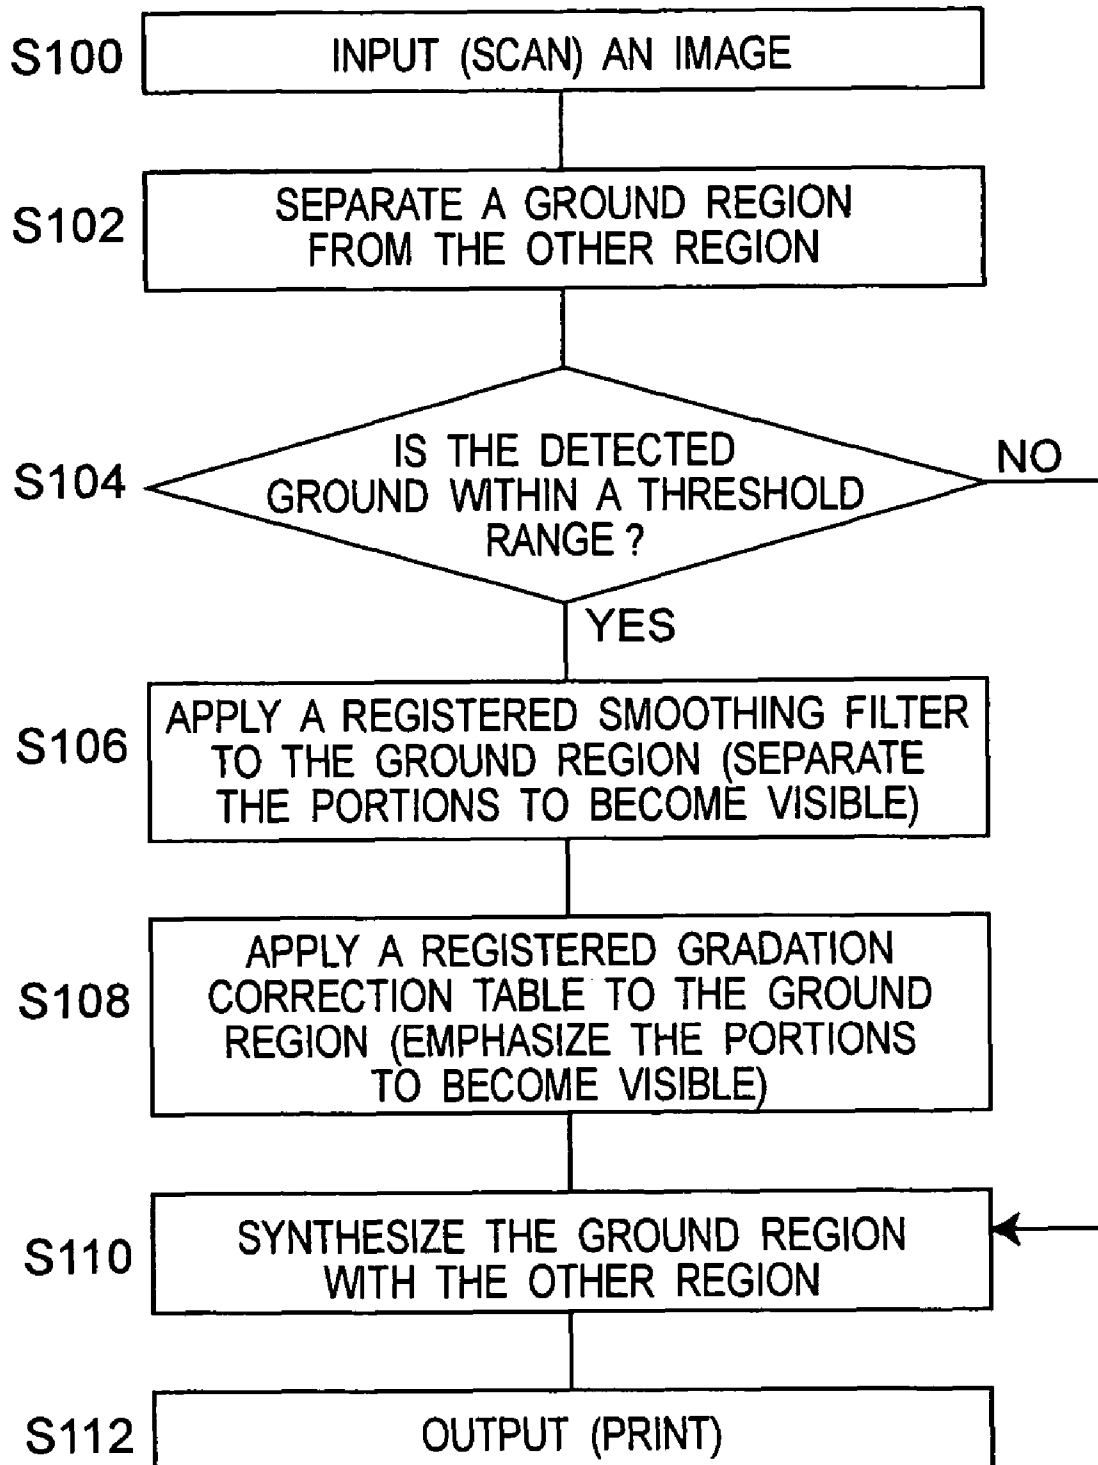 S100
INPUT (SCAN) AN IMAGE
S102
SEPARATE A GROUND REGION
FROM THE OTHER REGION
S104
IS THE DETECTED
GROUND WITHIN A THRESHOLD
RANGE ?
NO
YES
S106
APPLY A REGISTERED SMOOTHING FILTER
TO THE GROUND REGION (SEPARATE
THE PORTIONS TO BECOME VISIBLE)
S108
APPLY A REGISTERED GRADATION
CORRECTION TABLE TO THE GROUND
REGION (EMPHASIZE THE PORTIONS
TO BECOME VISIBLE)
S110
SYNTHESIZE THE GROUND REGION
WITH THE OTHER REGION
S112
OUTPUT (PRINT)